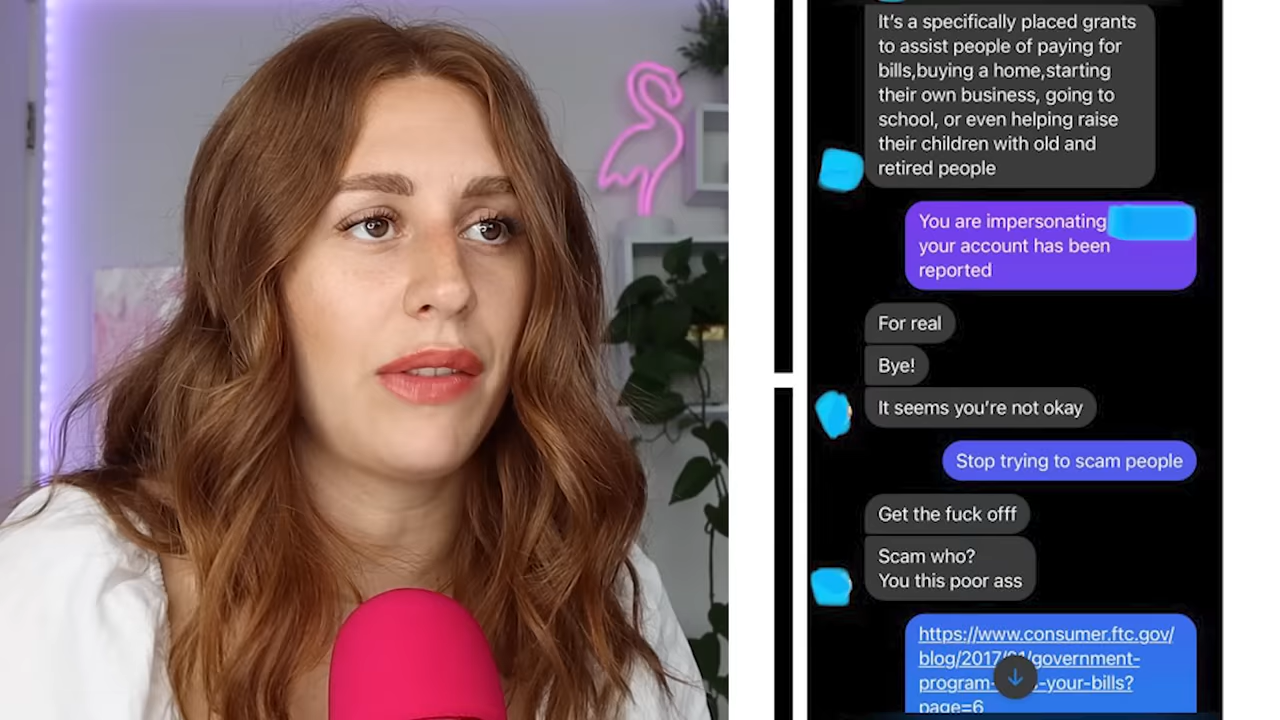 It's a specifically placed grants
to assist people of paying for
bills,buying a home,starting
their own business, going to
school, or even helping raise
their children with old and
retired people
You are impersonating
your account has been
reported
For real
Bye!
It seems you're not okay
Stop trying to scam people
Get the fuck offf
Scam who?
You this poor ass
https://www.consumer.ftc.gov/
blog/2017/ /government-
program- -your-bills?
page=6